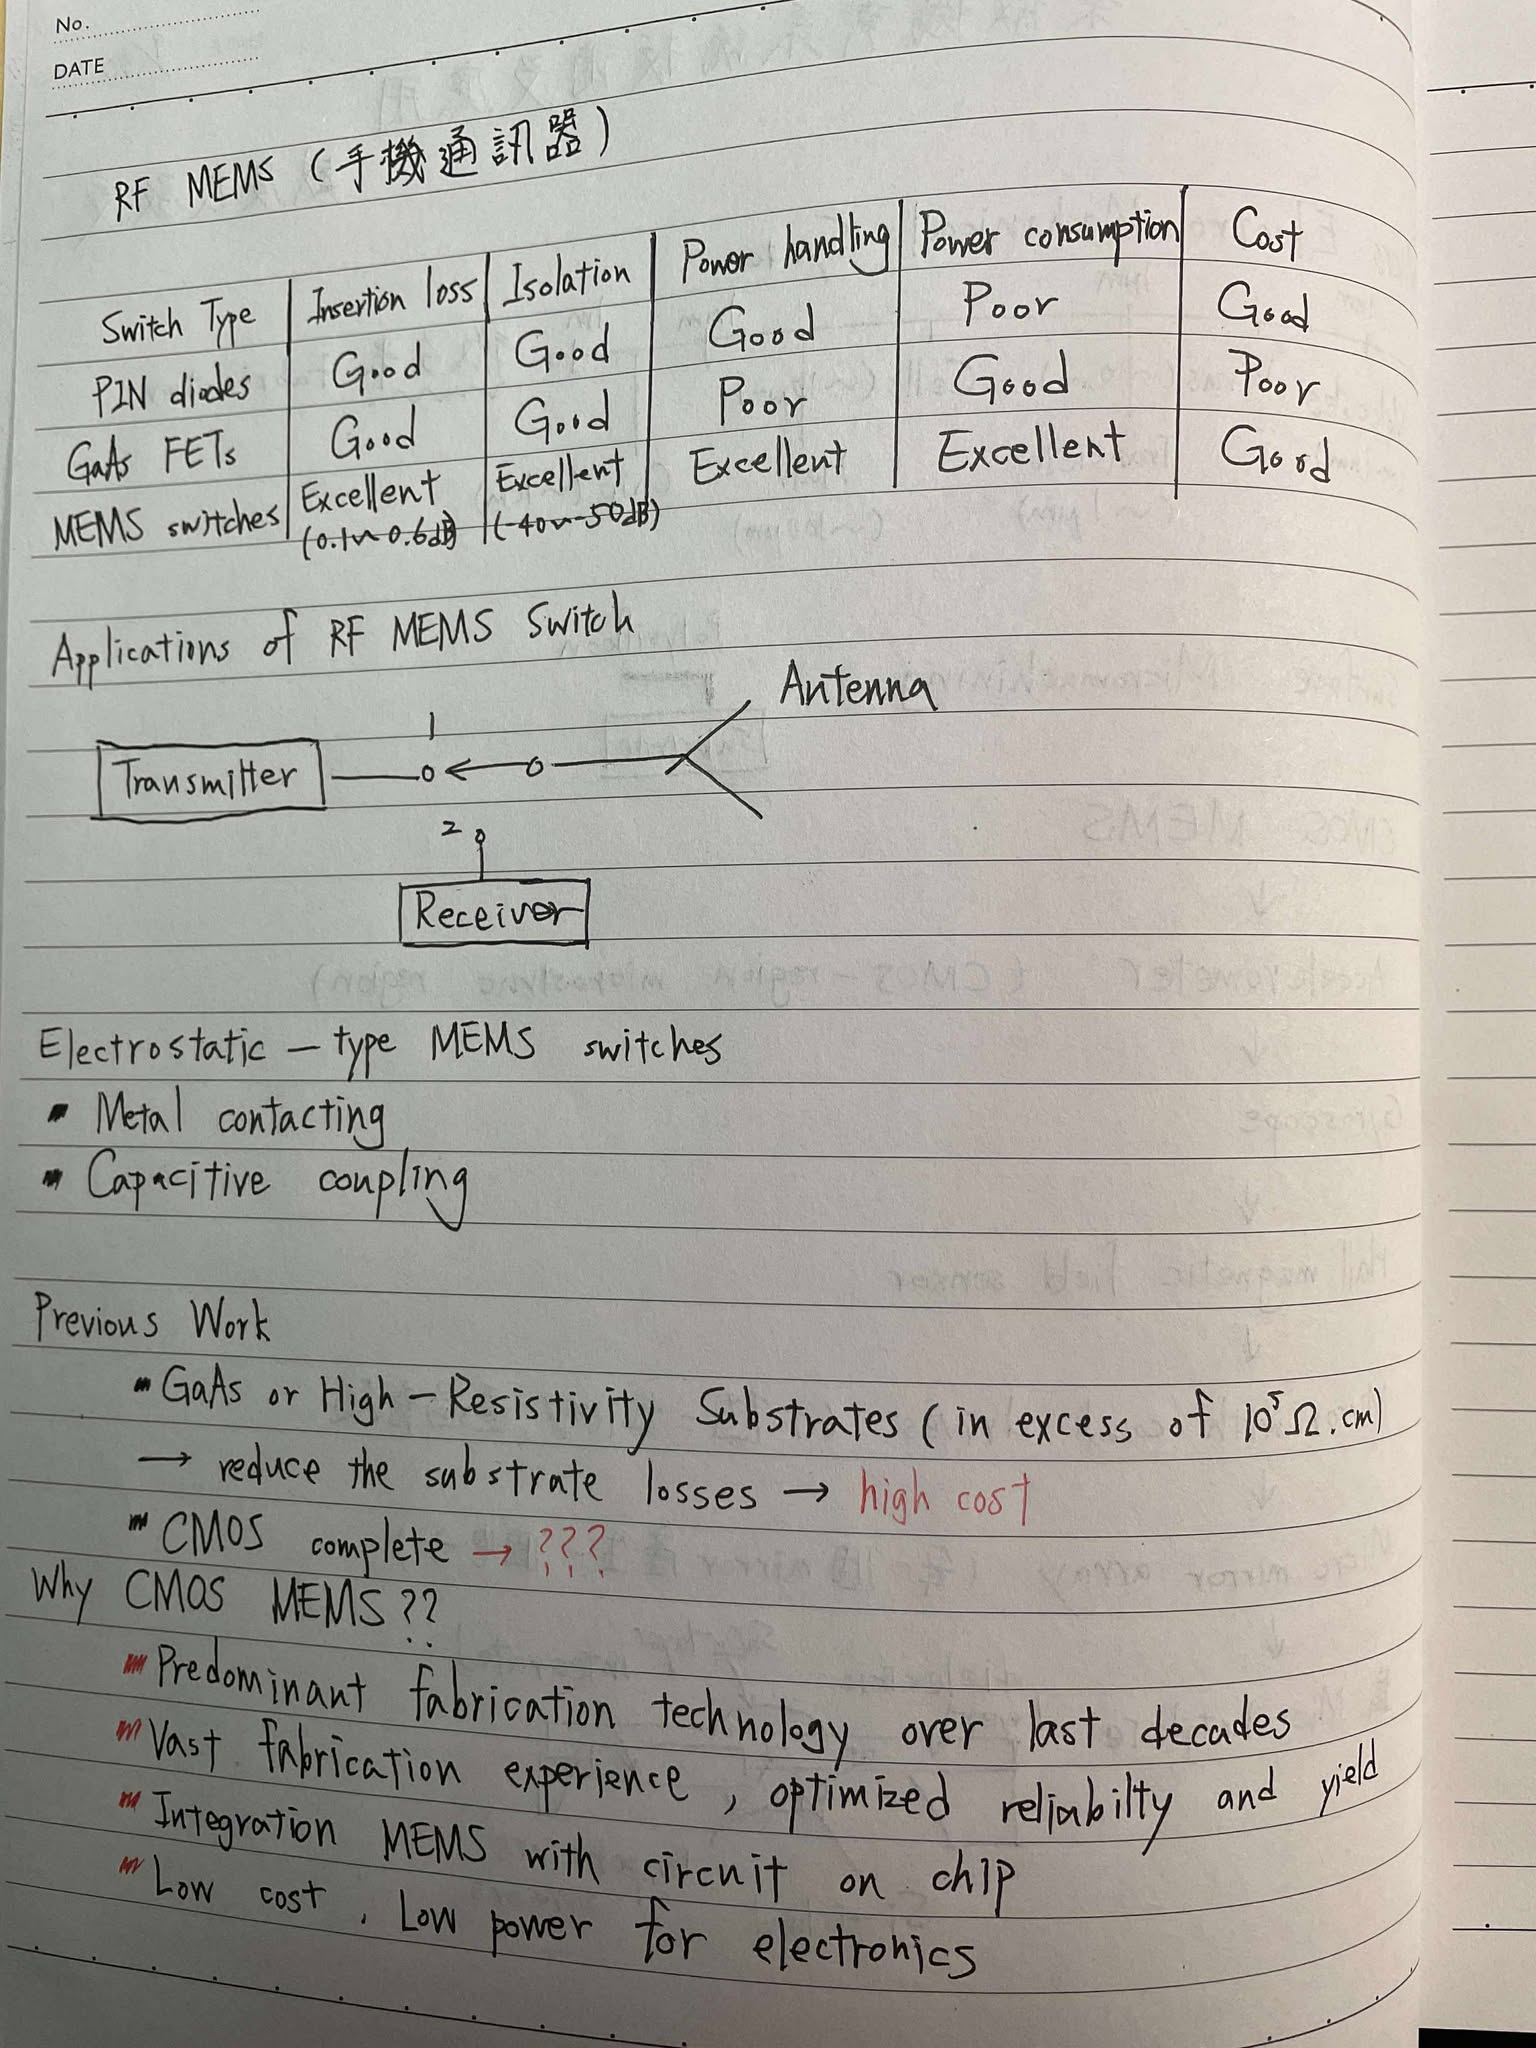 No.
DATE
RF MEMS (手機通訊器)
Switch Type | Insertion loss | Isolation | Power handling | Power consumption | Cost
PIN diodes | Good | Good | Good | Poor | Good
GaAs FETs | Good | Good | Poor | Good | Poor
MEMS switches | Excellent (0.1~0.6dB) | Excellent (-40~-50dB) | Excellent | Excellent | Good
Applications of RF MEMS Switch
Antenna
1
Transmitter
2
Receiver
Electrostatic - type MEMS switches
▪ Metal contacting
▪ Capacitive coupling
Previous Work
▪ GaAs or High-Resistivity Substrates (in excess of 10⁵Ω.cm)
→ reduce the substrate losses → high cost
▪ CMOS complete → ???
Why CMOS MEMS??
▪ Predominant fabrication technology over last decades
▪ Vast fabrication experience, optimized reliabilty and yield
▪ Integration MEMS with circuit on chip
▪ Low cost, Low power for electronics